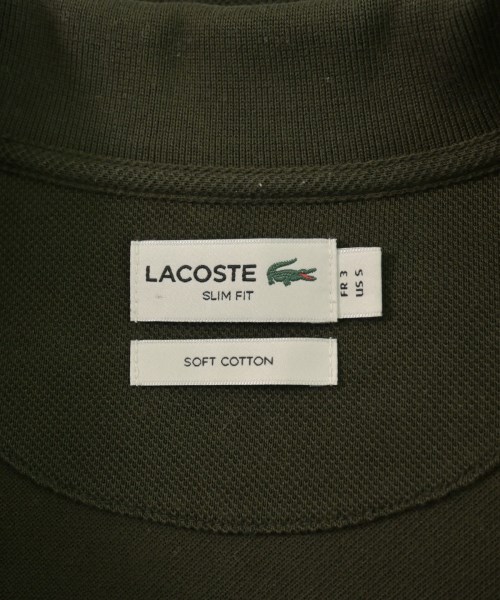 LACOSTE
SLIM FIT
FR 3
US S
SOFT COTTON